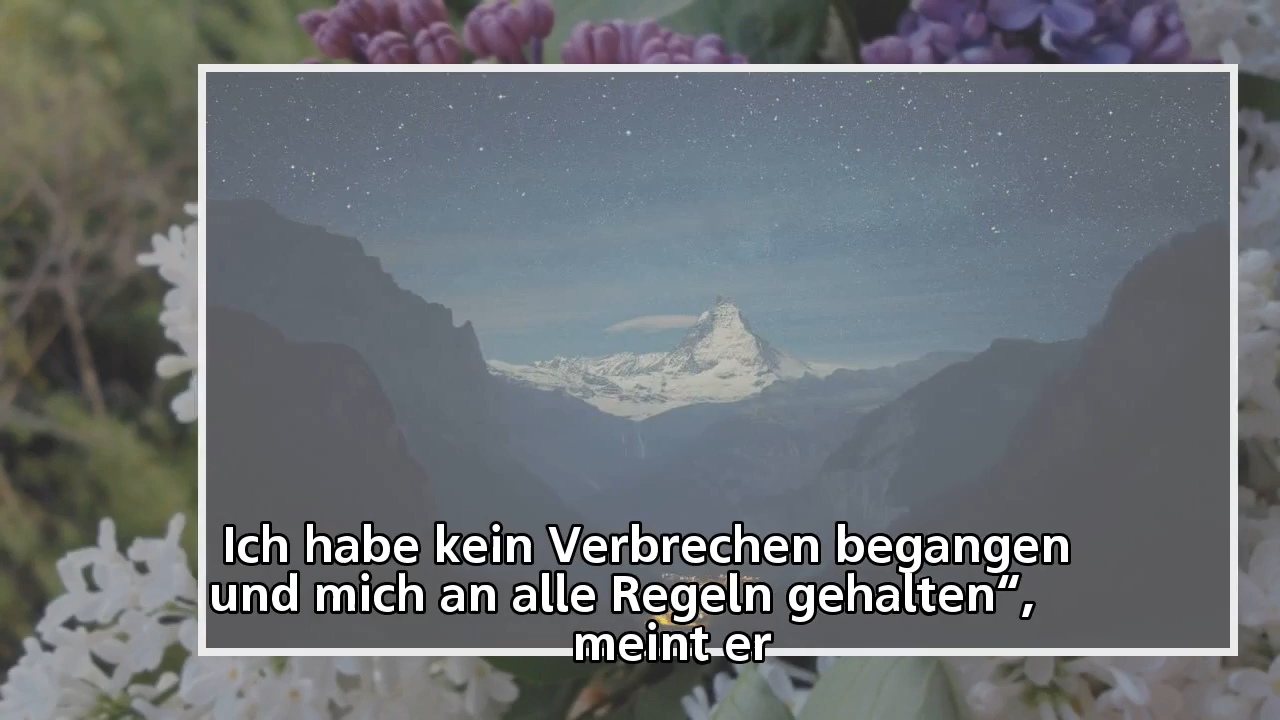 Ich habe kein Verbrechen begangen
und mich an alle Regeln gehalten“,
meint er